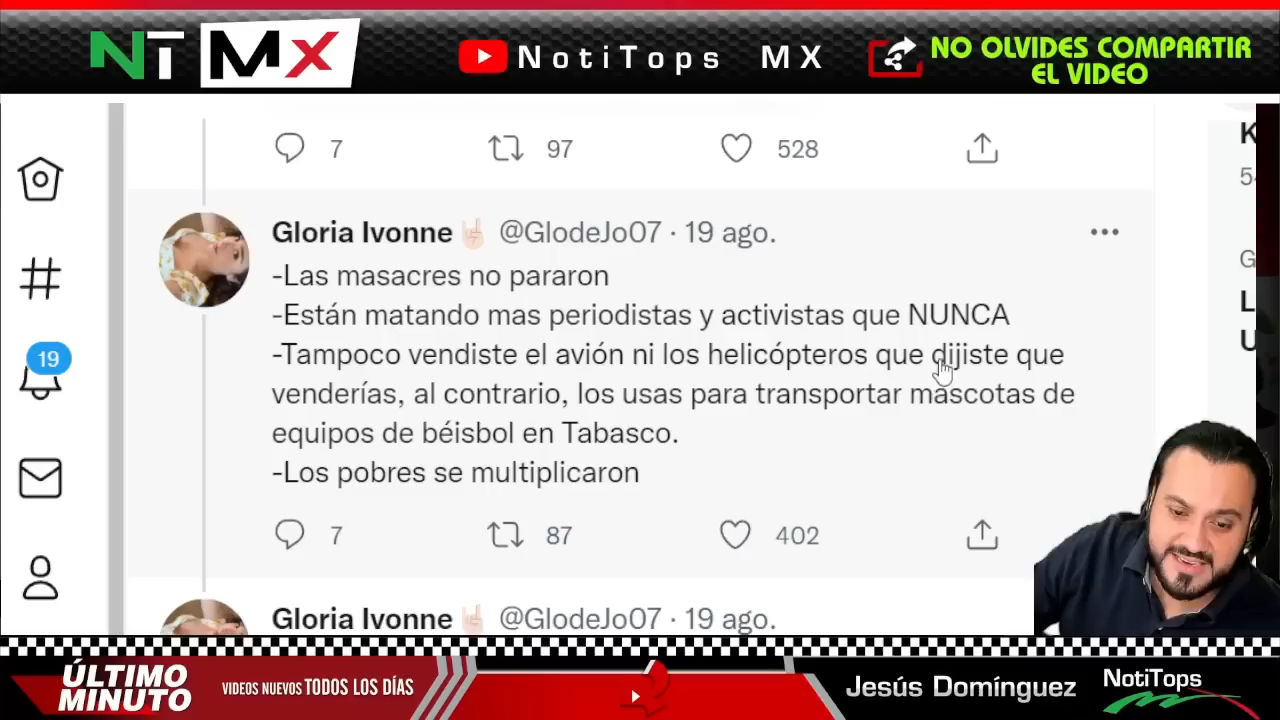 NT MX
NotiTops MX
NO OLVIDES COMPARTIR
EL VIDEO
7 97 528
Gloria Ivonne @GlodeJo07 · 19 ago.
-Las masacres no pararon
-Están matando mas periodistas y activistas que NUNCA
-Tampoco vendiste el avión ni los helicópteros que dijiste que
venderías, al contrario, los usas para transportar mascotas de
equipos de béisbol en Tabasco.
-Los pobres se multiplicaron
7 87 402
Gloria Ivonne @GlodeJo07 · 19 ago.
19
K
5
G
L
U
ÚLTIMO
MINUTO
VIDEOS NUEVOS TODOS LOS DÍAS
Jesús Domínguez
NotiTops